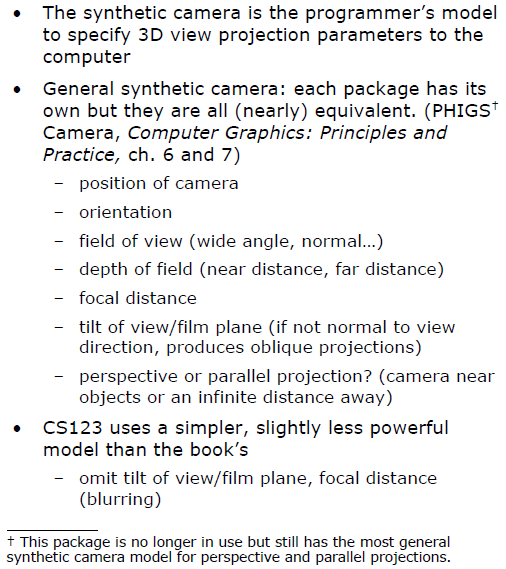 • The synthetic camera is the programmer's model
to specify 3D view projection parameters to the
computer
• General synthetic camera: each package has its
own but they are all (nearly) equivalent. (PHIGS†
Camera, Computer Graphics: Principles and
Practice, ch. 6 and 7)
– position of camera
– orientation
– field of view (wide angle, normal…)
– depth of field (near distance, far distance)
– focal distance
– tilt of view/film plane (if not normal to view
direction, produces oblique projections)
– perspective or parallel projection? (camera near
objects or an infinite distance away)
• CS123 uses a simpler, slightly less powerful
model than the book's
– omit tilt of view/film plane, focal distance
(blurring)
† This package is no longer in use but still has the most general
synthetic camera model for perspective and parallel projections.